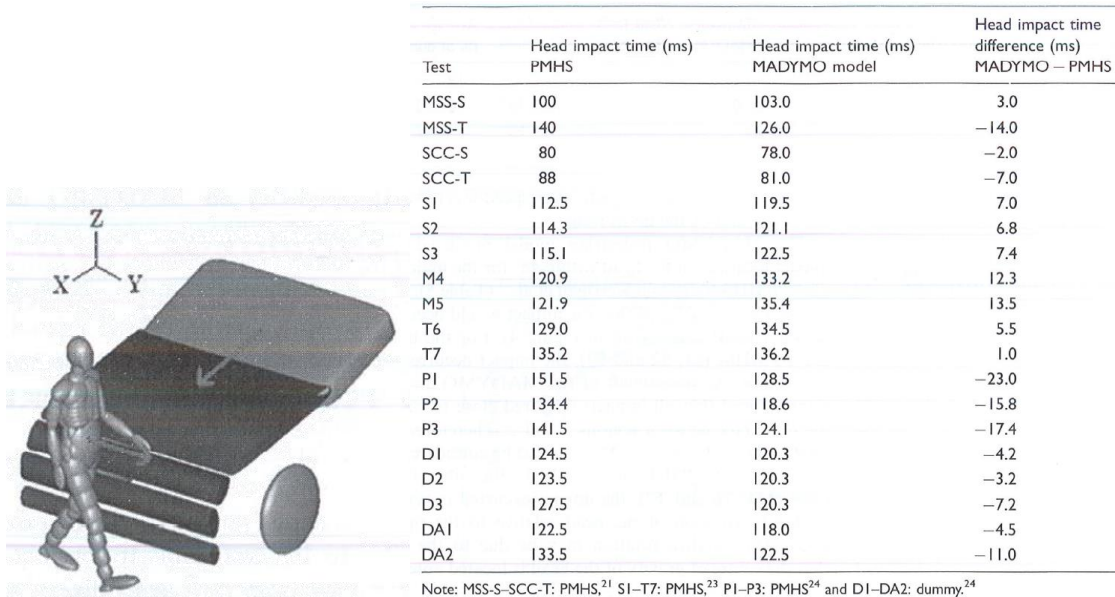 Z
X
Y
Head impact time
Head impact time (ms) Head impact time (ms) difference (ms)
Test PMHS MADYMO model MADYMO – PMHS
MSS-S 100 103.0 3.0
MSS-T 140 126.0 −14.0
SCC-S 80 78.0 −2.0
SCC-T 88 81.0 −7.0
S1 112.5 119.5 7.0
S2 114.3 121.1 6.8
S3 115.1 122.5 7.4
M4 120.9 133.2 12.3
M5 121.9 135.4 13.5
T6 129.0 134.5 5.5
T7 135.2 136.2 1.0
P1 151.5 128.5 −23.0
P2 134.4 118.6 −15.8
P3 141.5 124.1 −17.4
D1 124.5 120.3 −4.2
D2 123.5 120.3 −3.2
D3 127.5 120.3 −7.2
DA1 122.5 118.0 −4.5
DA2 133.5 122.5 −11.0
Note: MSS-S–SCC-T: PMHS,21 S1–T7: PMHS,23 P1–P3: PMHS24 and D1–DA2: dummy.24